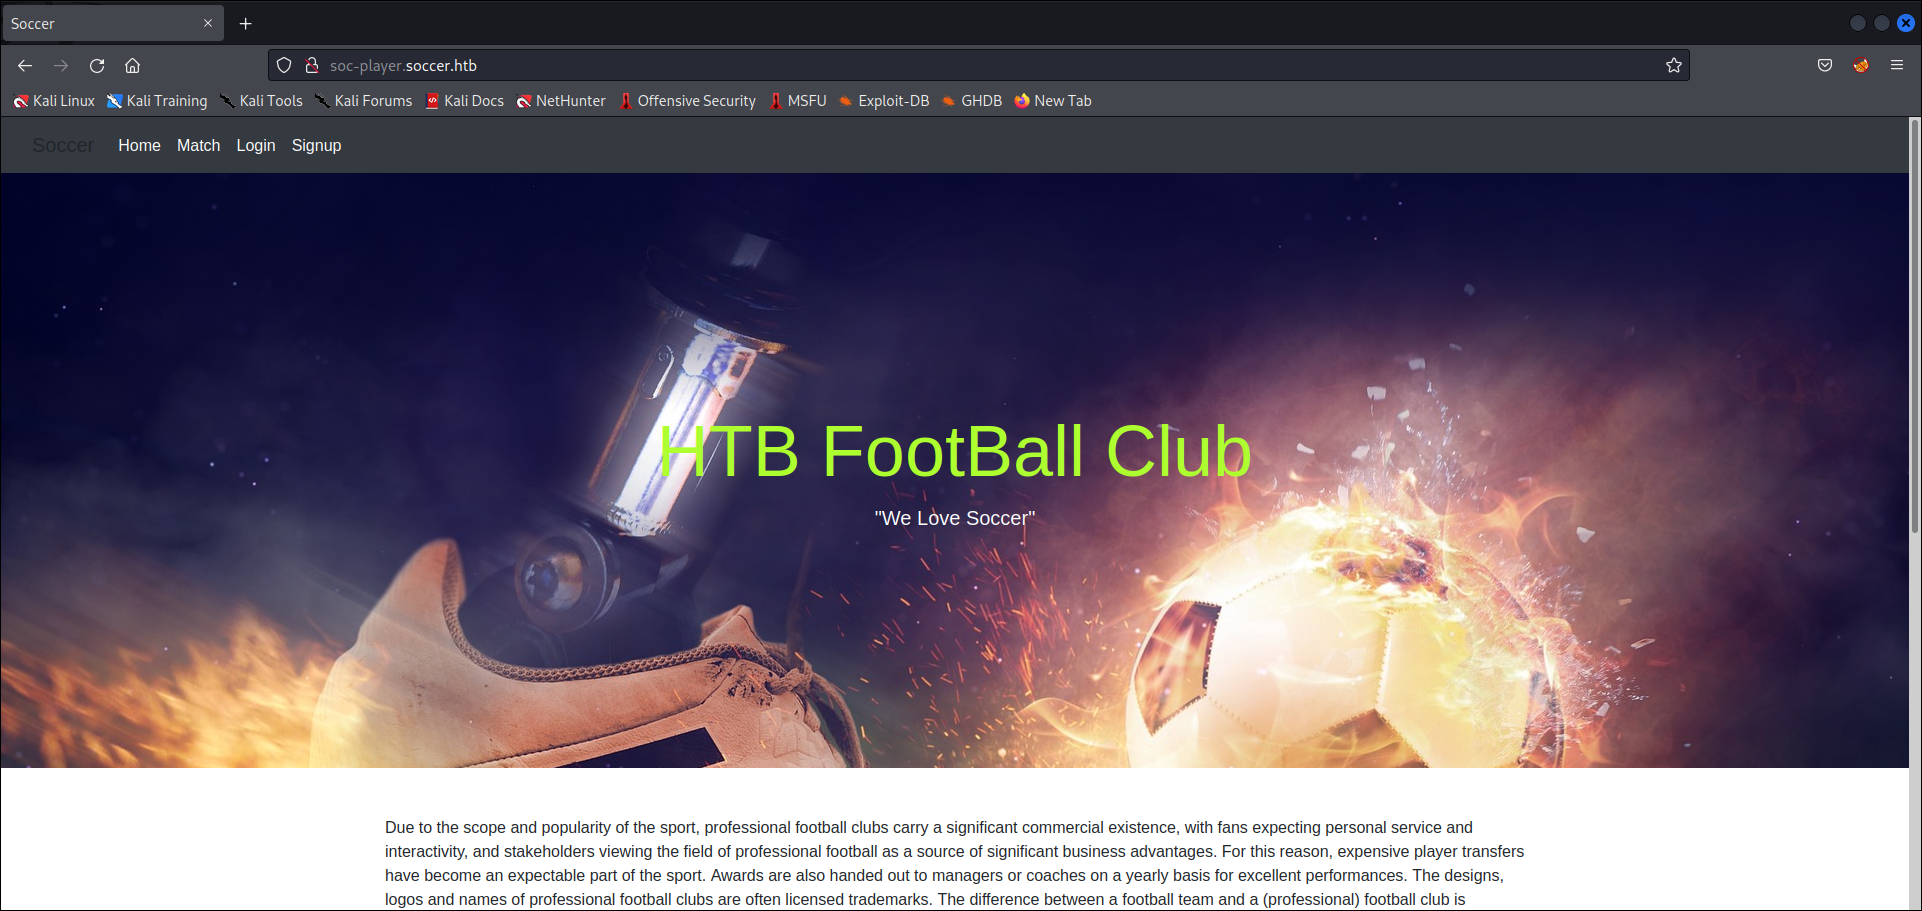 Soccer
soc-player.soccer.htb
Kali Linux Kali Training Kali Tools Kali Forums Kali Docs NetHunter Offensive Security MSFU Exploit-DB GHDB New Tab
Soccer Home Match Login Signup
HTB FootBall Club
"We Love Soccer"
Due to the scope and popularity of the sport, professional football clubs carry a significant commercial existence, with fans expecting personal service and
interactivity, and stakeholders viewing the field of professional football as a source of significant business advantages. For this reason, expensive player transfers
have become an expectable part of the sport. Awards are also handed out to managers or coaches on a yearly basis for excellent performances. The designs,
logos and names of professional football clubs are often licensed trademarks. The difference between a football team and a (professional) football club is